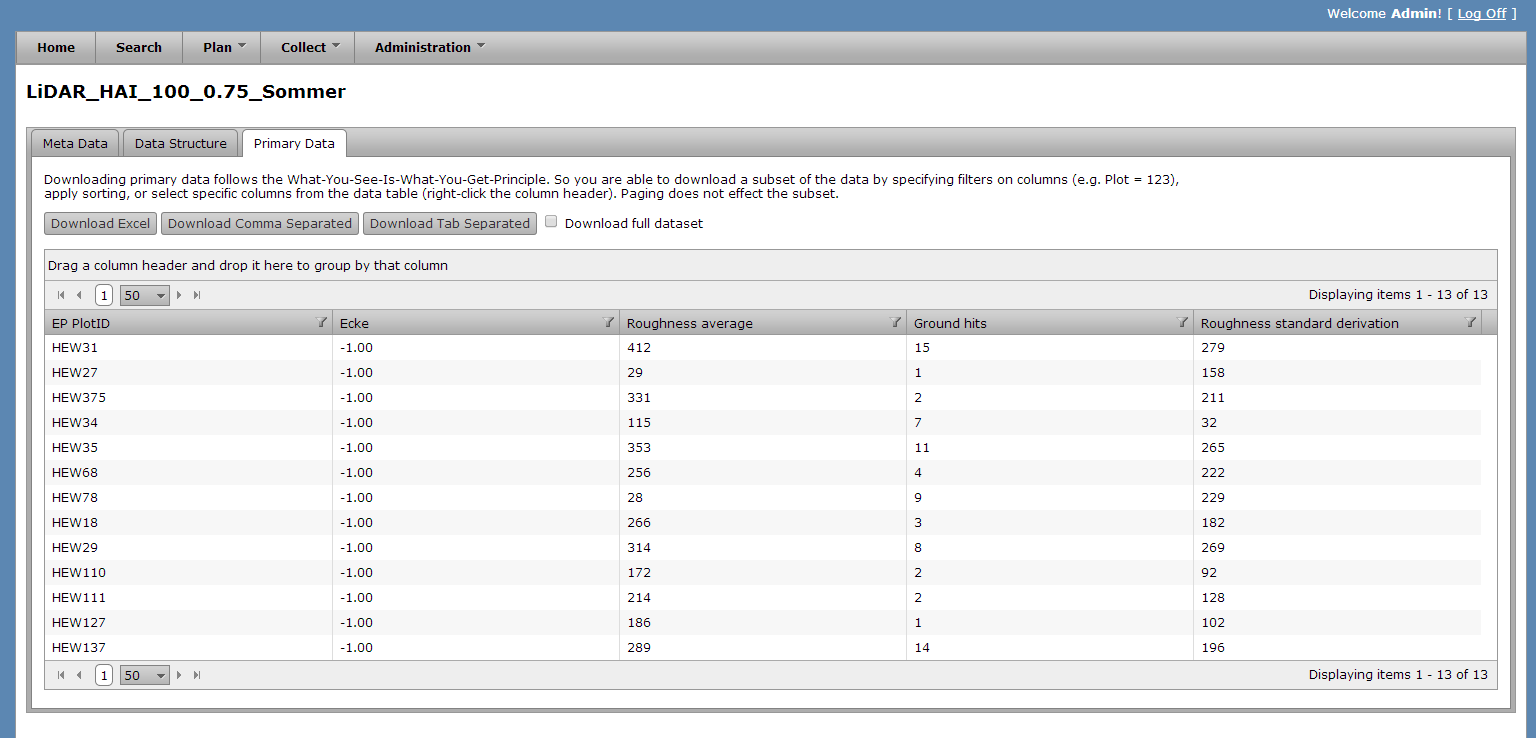 Welcome Admin! [ Log Off ]
Home Search Plan Collect Administration
LiDAR_HAI_100_0.75_Sommer
Meta Data Data Structure Primary Data
Downloading primary data follows the What-You-See-Is-What-You-Get-Principle. So you are able to download a subset of the data by specifying filters on columns (e.g. Plot = 123),
apply sorting, or select specific columns from the data table (right-click the column header). Paging does not effect the subset.
Download Excel Download Comma Separated Download Tab Separated Download full dataset
Drag a column header and drop it here to group by that column
1 50 Displaying items 1 - 13 of 13
EP PlotID Ecke Roughness average Ground hits Roughness standard derivation
HEW31 -1.00 412 15 279
HEW27 -1.00 29 1 158
HEW375 -1.00 331 2 211
HEW34 -1.00 115 7 32
HEW35 -1.00 353 11 265
HEW68 -1.00 256 4 222
HEW78 -1.00 28 9 229
HEW18 -1.00 266 3 182
HEW29 -1.00 314 8 269
HEW110 -1.00 172 2 92
HEW111 -1.00 214 2 128
HEW127 -1.00 186 1 102
HEW137 -1.00 289 14 196
1 50 Displaying items 1 - 13 of 13